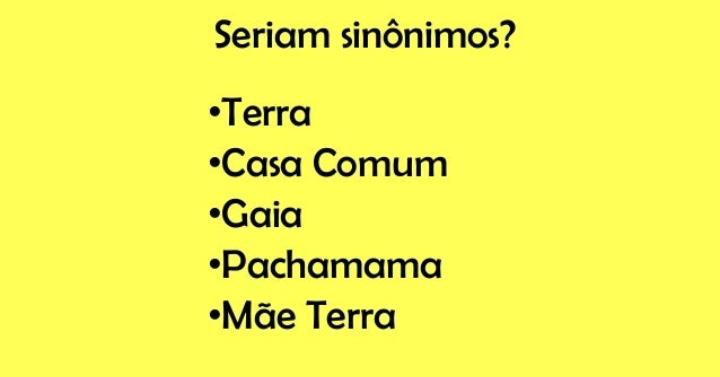 Seriam sinônimos?
•Terra
•Casa Comum
•Gaia
•Pachamama
•Mãe Terra